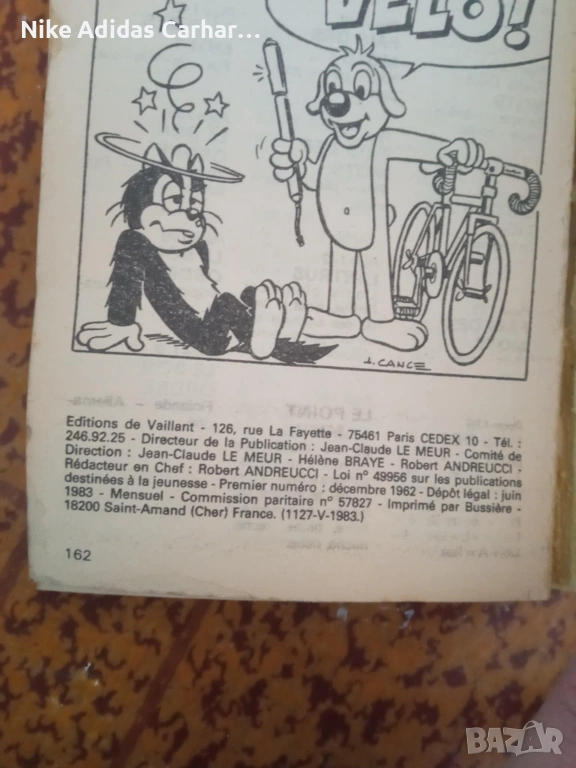 Nike Adidas Carhar...
VELO!
J. CANCE
Editions de Vaillant - 126, rue La Fayette - 75461 Paris CEDEX 10 - Tél. :
246.92.25 - Directeur de la Publication : Jean-Claude LE MEUR - Comité de
Direction : Jean-Claude LE MEUR - Hélène BRAYE - Robert ANDREUCCI -
Rédacteur en Chef : Robert ANDREUCCI - Loi n° 49956 sur les publications
destinées à la jeunesse - Premier numéro : décembre 1962 - Dépôt légal : juin
1983 - Mensuel - Commission paritaire n° 57827 - Imprimé par Bussière -
18200 Saint-Amand (Cher) France. (1127-V-1983.)
162
BAZAR